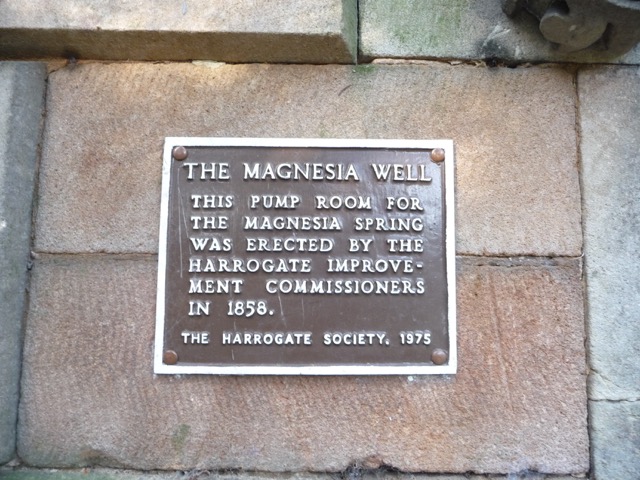 THE MAGNESIA WELL
THIS PUMP ROOM FOR
THE MAGNESIA SPRING
WAS ERECTED BY THE
HARROGATE IMPROVE-
MENT COMMISSIONERS
IN 1858.
THE HARROGATE SOCIETY. 1975